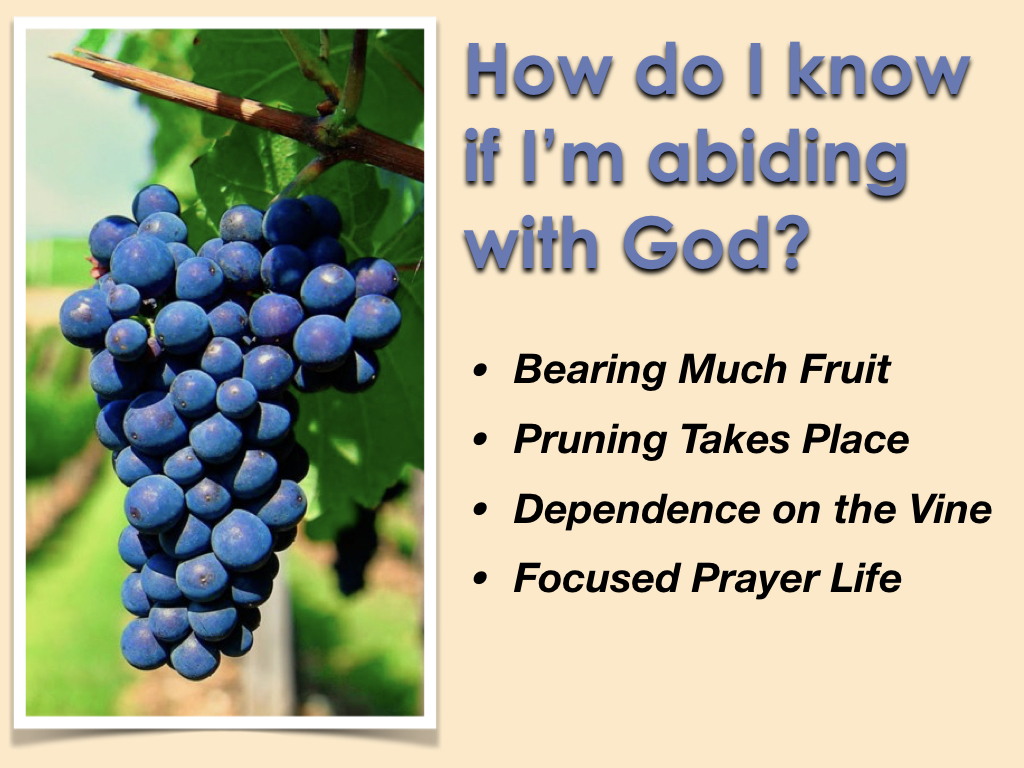 How do I know
if I’m abiding
with God?
• Bearing Much Fruit
• Pruning Takes Place
• Dependence on the Vine
• Focused Prayer Life